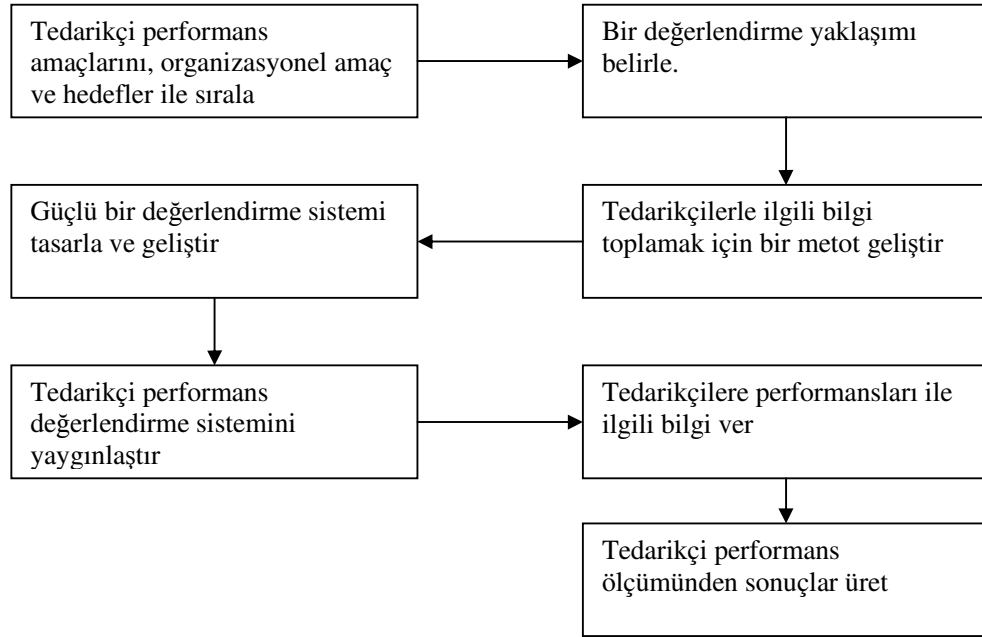 Tedarikçi performans
amaçlarını, organizasyonel amaç
ve hedefler ile sırala
Bir değerlendirme yaklaşımı
belirle.
Tedarikçilerle ilgili bilgi
toplamak için bir metot geliştir
Güçlü bir değerlendirme sistemi
tasarla ve geliştir
Tedarikçi performans
değerlendirme sistemini
yaygınlaştır
Tedarikçilere performansları ile
ilgili bilgi ver
Tedarikçi performans
ölçümünden sonuçlar üret